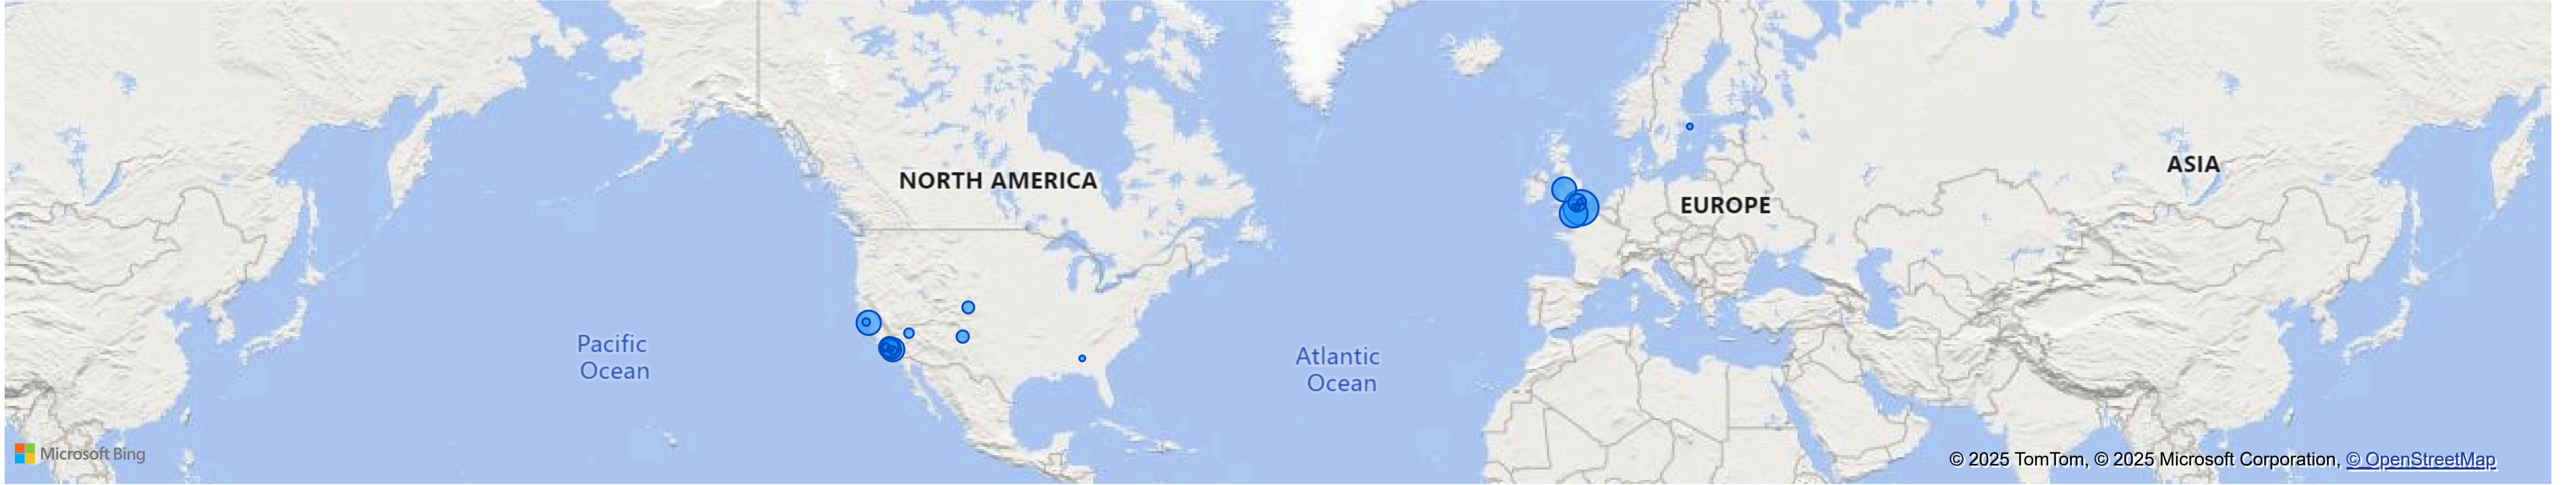 NORTH AMERICA
ASIA
EUROPE
Pacific
Ocean
Atlantic
Ocean
Microsoft Bing
© 2025 TomTom, © 2025 Microsoft Corporation, © OpenStreetMap